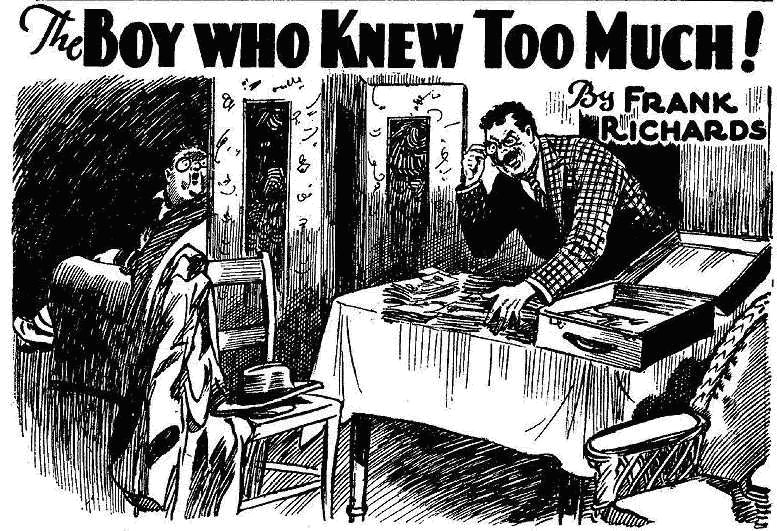 The BOY WHO KNEW TOO MUCH!
By FRANK
RICHARDS